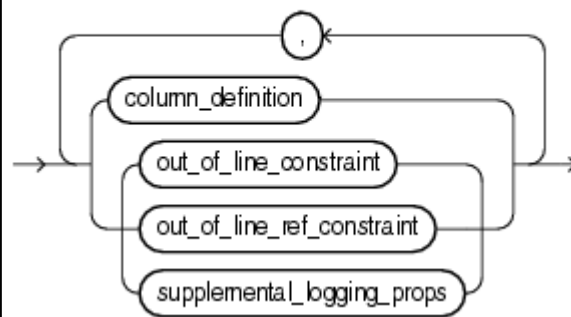 ,
column_definition
out_of_line_constraint
out_of_line_ref_constraint
supplemental_logging_props